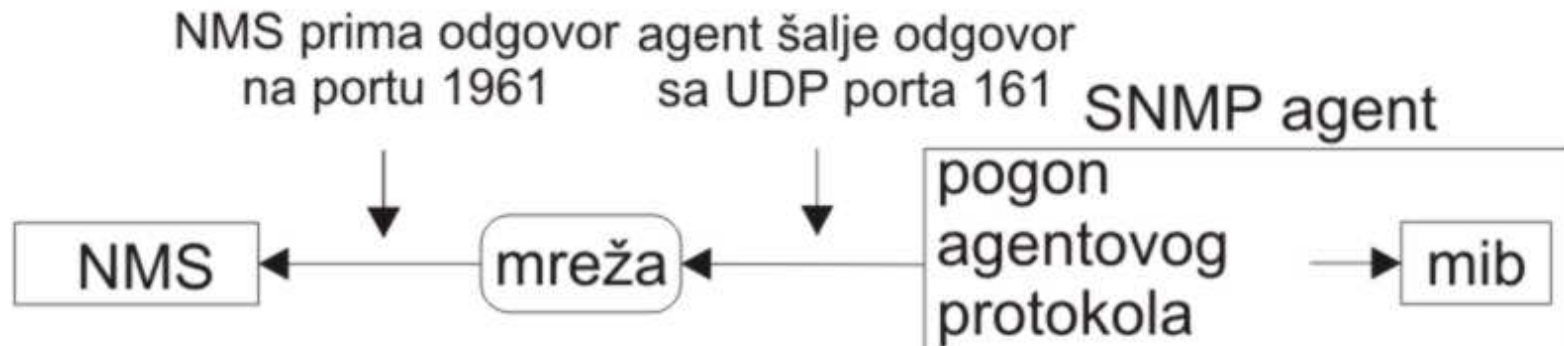 NMS prima odgovor
na portu 1961
agent šalje odgovor
sa UDP porta 161
SNMP agent
NMS
mreža
pogon
agentovog
protokola
mib